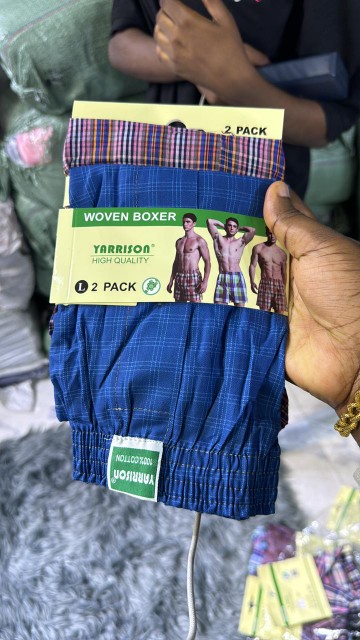 2 PACK
WOVEN BOXER
YARRISON®
HIGH QUALITY
L 2 PACK
YARRISON®
100%COTTON